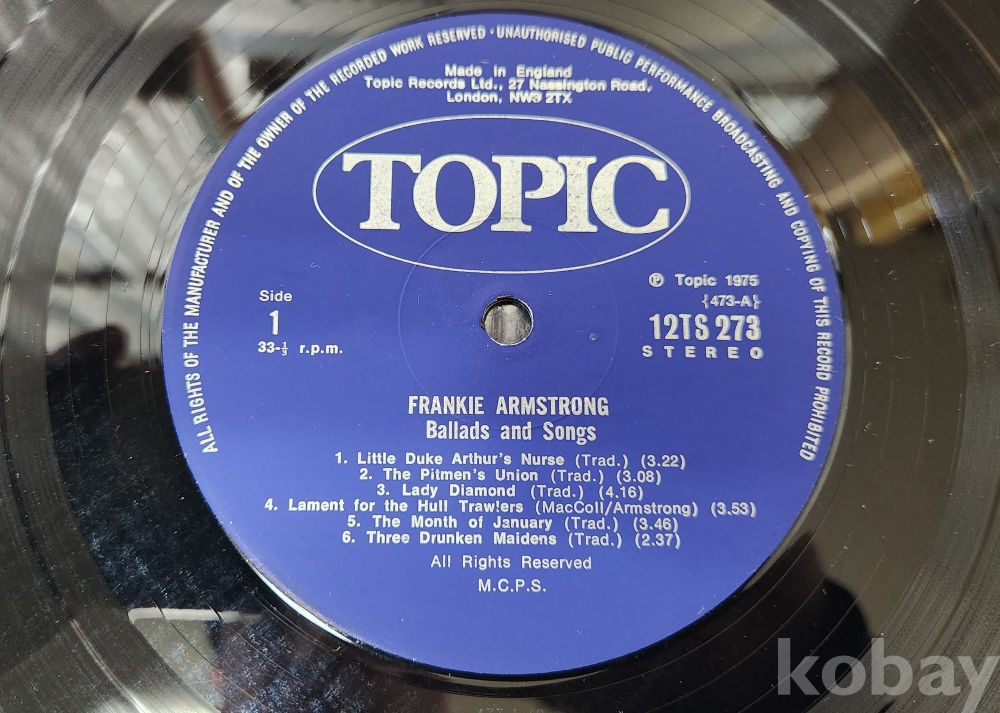 ALL RIGHTS OF THE MANUFACTURER AND OF THE OWNER OF THE RECORDED WORK RESERVED · UNAUTHORISED PUBLIC PERFORMANCE BROADCASTING AND COPYING OF THIS RECORD PROHIBITED
Made in England
Topic Records Ltd., 27 Nassington Road,
London, NW3 2TX
TOPIC
Ⓟ Topic 1975
{473-A}
Side
1
12TS 273
33-⅓ r.p.m.
STEREO
FRANKIE ARMSTRONG
Ballads and Songs
1. Little Duke Arthur's Nurse (Trad.) (3.22)
2. The Pitmen's Union (Trad.) (3.08)
3. Lady Diamond (Trad.) (4.16)
4. Lament for the Hull Trawlers (MacColl/Armstrong) (3.53)
5. The Month of January (Trad.) (3.46)
6. Three Drunken Maidens (Trad.) (2.37)
All Rights Reserved
M.C.P.S.
kobay